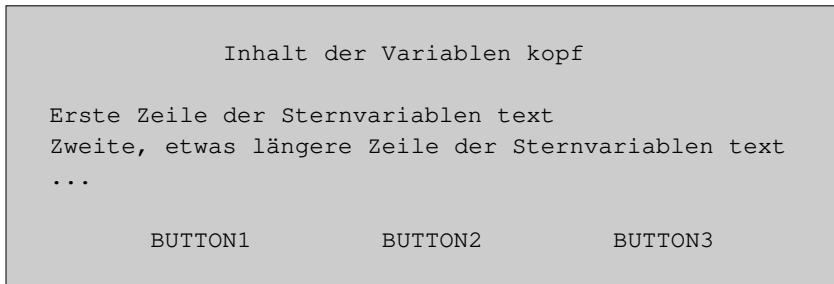 Inhalt der Variablen kopf
Erste Zeile der Sternvariablen text
Zweite, etwas längere Zeile der Sternvariablen text
...
BUTTON1 BUTTON2 BUTTON3